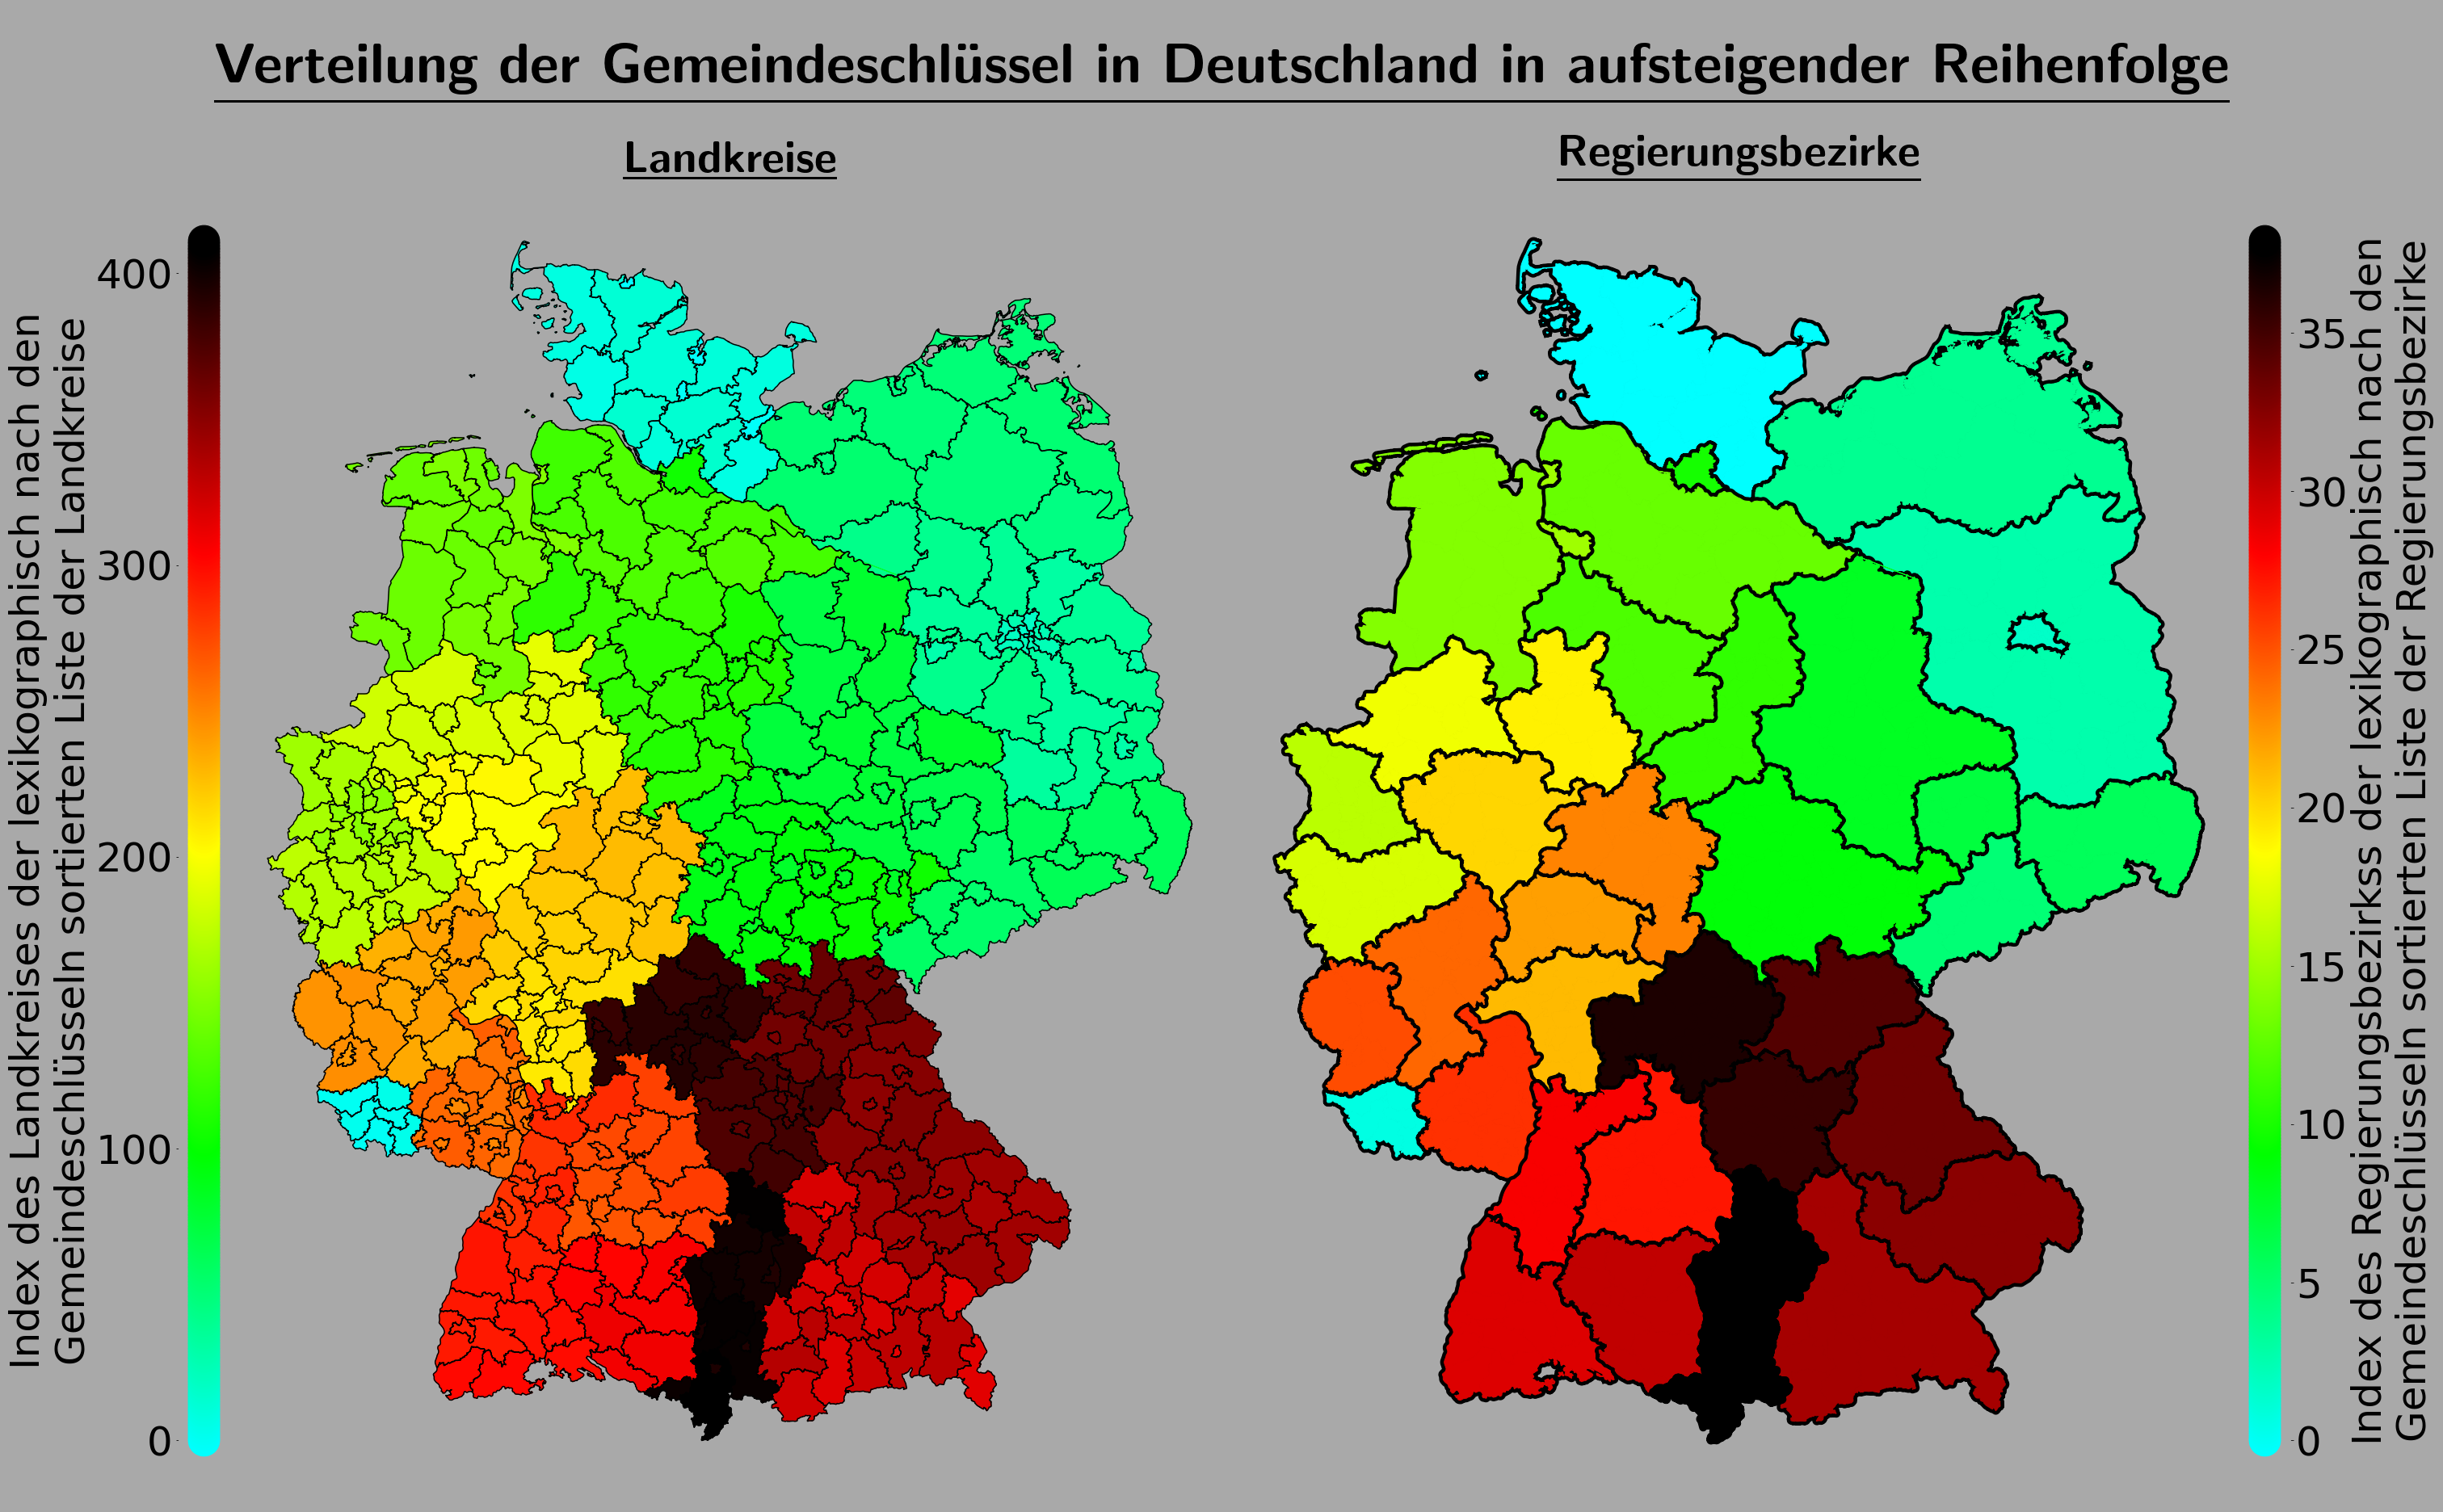 Verteilung der Gemeindeschlüssel in Deutschland in aufsteigender Reihenfolge
Landkreise
Regierungsbezirke
Index des Landkreises der lexikographisch nach den
Gemeindeschlüsseln sortierten Liste der Landkreise
400
300
200
100
0
35
30
25
20
15
10
5
0
Index des Regierungsbezirkss der lexikographisch nach den
Gemeindeschlüsseln sortierten Liste der Regierungsbezirke